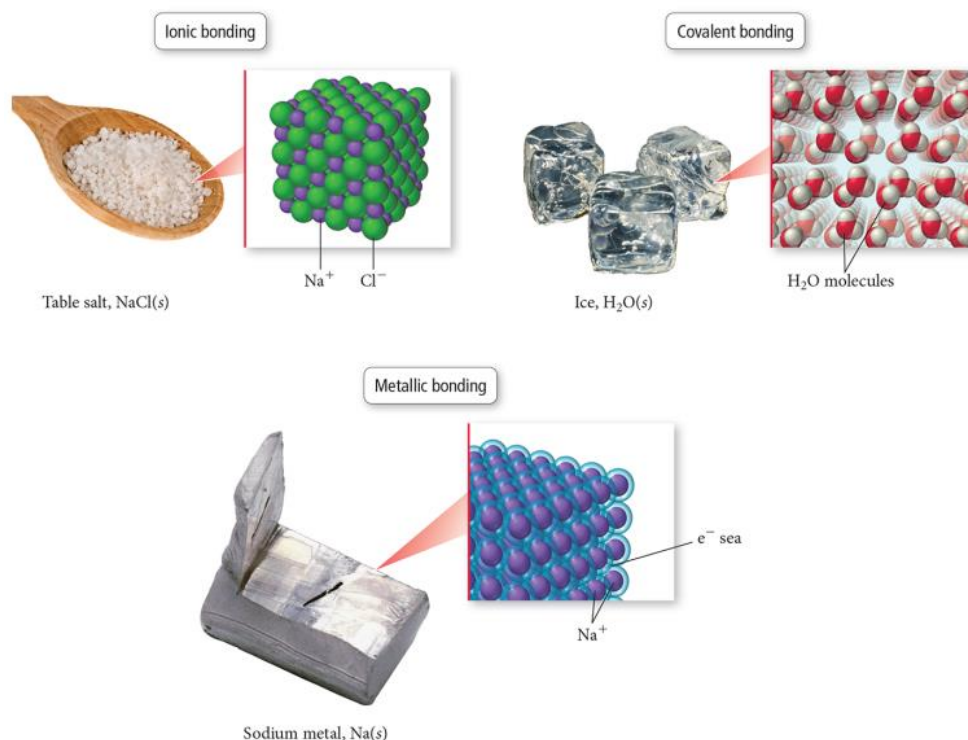 Ionic bonding
Covalent bonding
Na⁺
Cl⁻
Table salt, NaCl(s)
H₂O molecules
Ice, H₂O(s)
Metallic bonding
e⁻ sea
Na⁺
Sodium metal, Na(s)